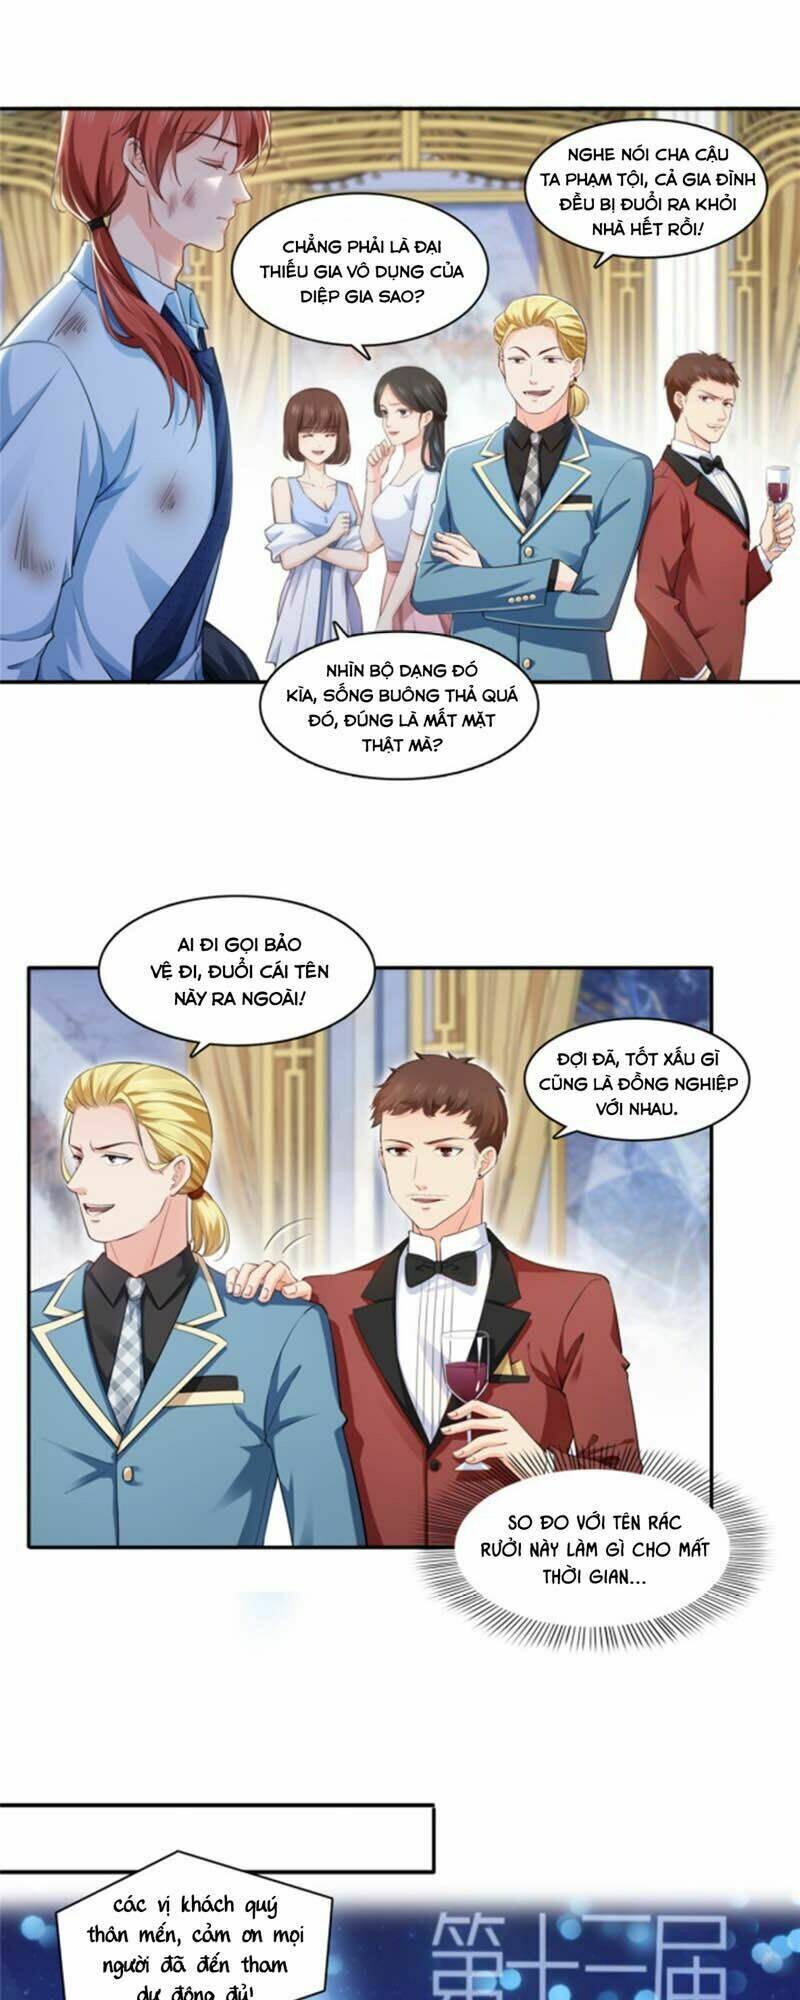 CHẲNG PHẢI LÀ ĐẠI
THIẾU GIA VÔ DỤNG CỦA
DIỆP GIA SAO?
NGHE NÓI CHA CẬU
TA PHẠM TỘI, CẢ GIA ĐÌNH
ĐỀU BỊ ĐUỔI RA KHỎI
NHÀ HẾT RỒI!
NHÌN BỘ DẠNG ĐÓ
KÌA, SỐNG BUÔNG THẢ QUÁ
ĐÓ, ĐÚNG LÀ MẤT MẶT
THẬT MÀ?
AI ĐI GỌI BẢO
VỆ ĐI, ĐUỔI CÁI TÊN
NÀY RA NGOÀI!
ĐỢI ĐÃ, TỐT XẤU GÌ
CŨNG LÀ ĐỒNG NGHIỆP
VỚI NHAU.
SO ĐO VỚI TÊN RÁC
RƯỞI NÀY LÀM GÌ CHO MẤT
THỜI GIAN...
các vị khách quý
thân mến, cảm ơn mọi
người đã đến tham
dự đông đủ!
第十二届